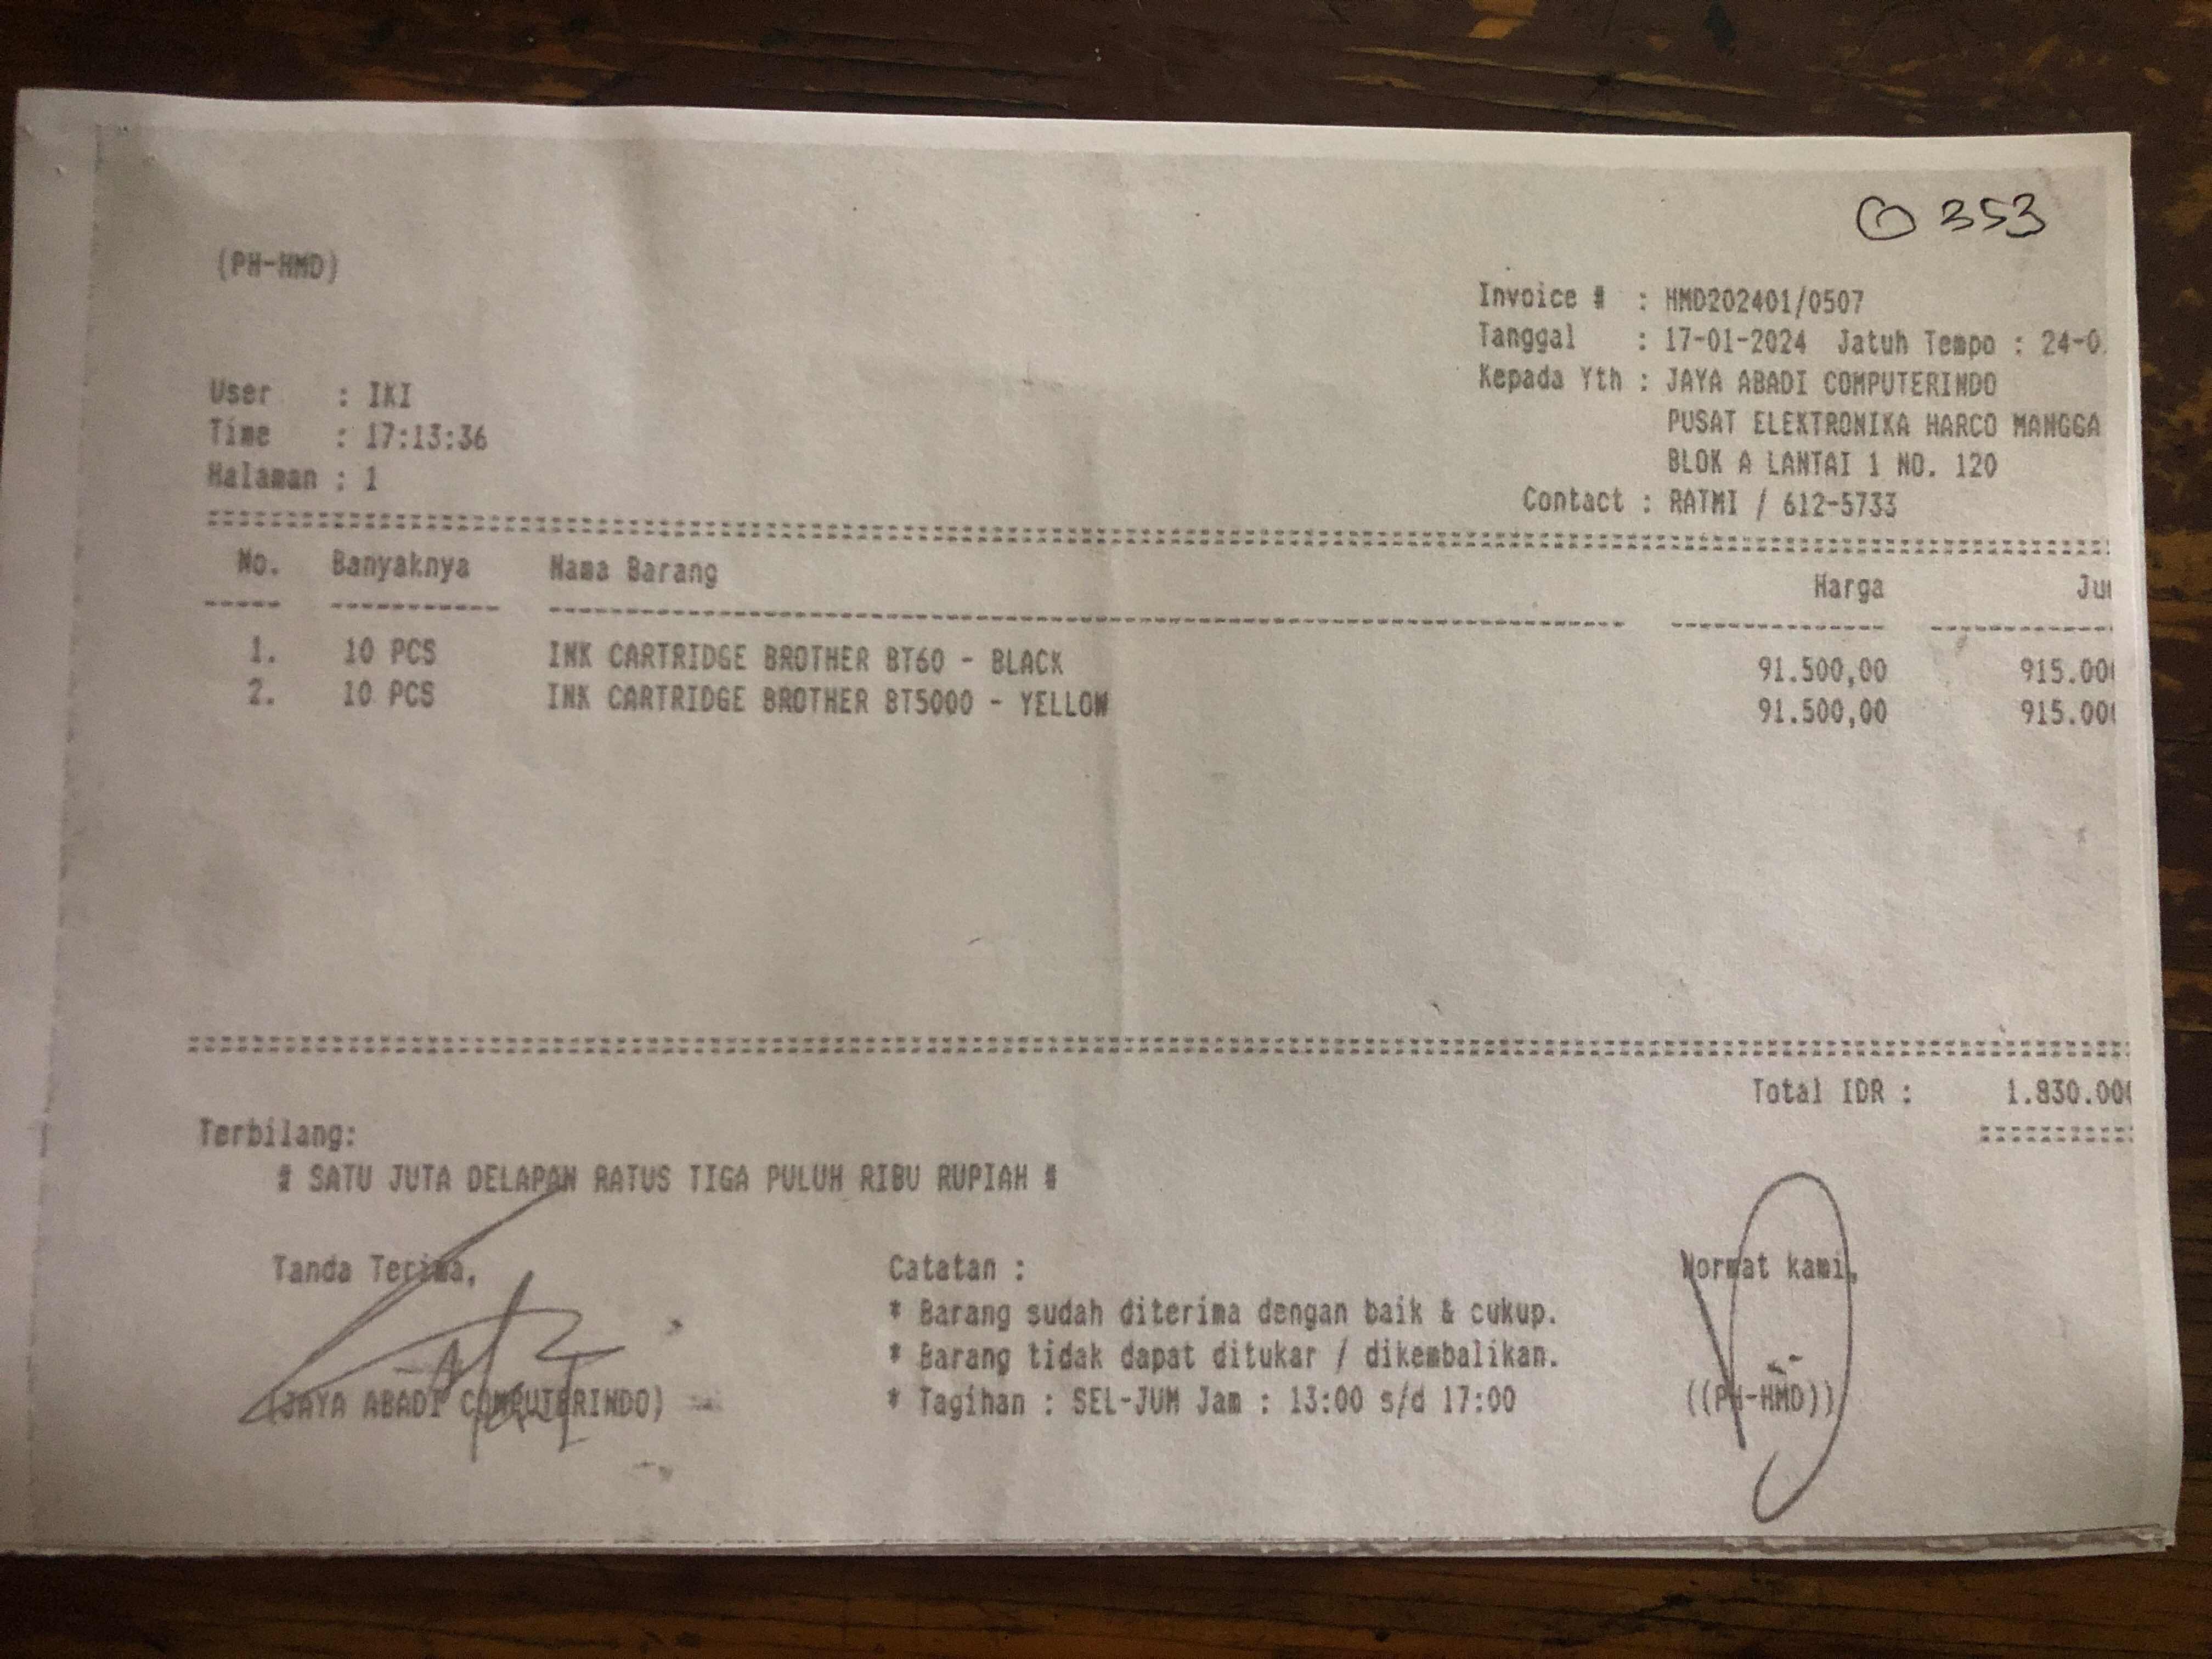 353
(PH-HMD)
Invoice # : HMD202401/0507
Tanggal : 17-01-2024 Jatuh Tempo : 24-0
Kepada Yth : JAYA ABADI COMPUTERINDO
PUSAT ELEKTRONIKA HARCO MANGGA
BLOK A LANTAI 1 NO. 120
Contact : RATMI / 612-5733
User : IKI
Time : 17:13:36
Halaman : 1
No. Banyaknya Nama Barang Harga Ju
1. 10 PCS INK CARTRIDGE BROTHER BT60 - BLACK 91.500,00 915.00
2. 10 PCS INK CARTRIDGE BROTHER BT5000 - YELLOW 91.500,00 915.00
Total IDR : 1.830.00
Terbilang:
# SATU JUTA DELAPAN RATUS TIGA PULUH RIBU RUPIAH #
Tanda Terima, Catatan : Hormat kami,
* Barang sudah diterima dengan baik & cukup.
* Barang tidak dapat ditukar / dikembalikan.
(JAYA ABADI COMPUTERINDO) * Tagihan : SEL-JUM Jam : 13:00 s/d 17:00 ((PH-HMD))